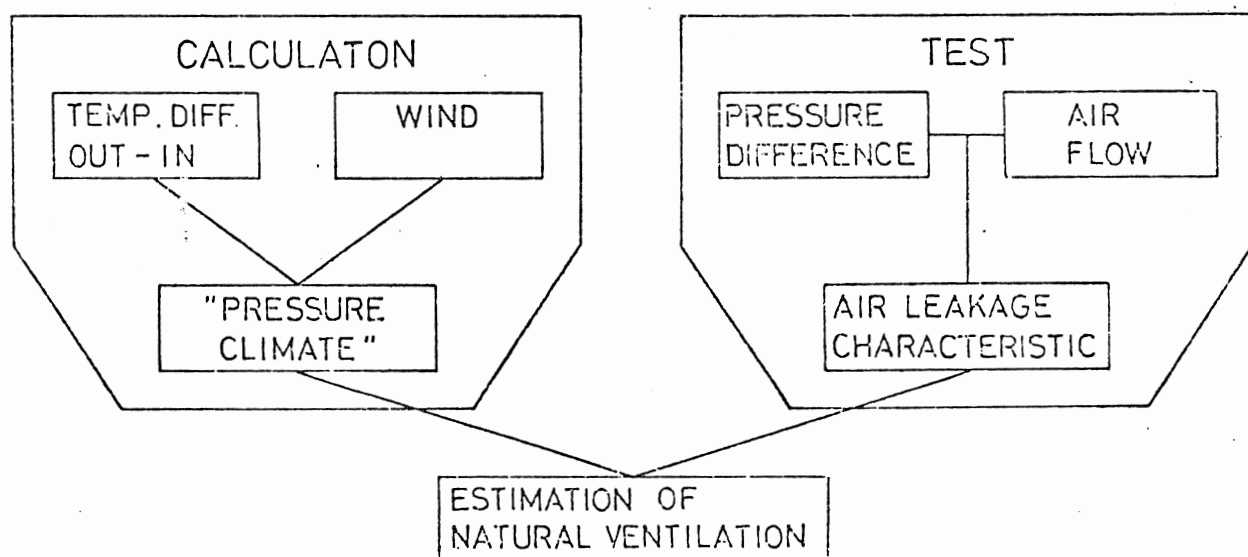 CALCULATON
TEMP. DIFF.
OUT - IN
WIND
"PRESSURE
CLIMATE"
TEST
PRESSURE
DIFFERENCE
AIR
FLOW
AIR LEAKAGE
CHARACTERISTIC
ESTIMATION OF
NATURAL VENTILATION